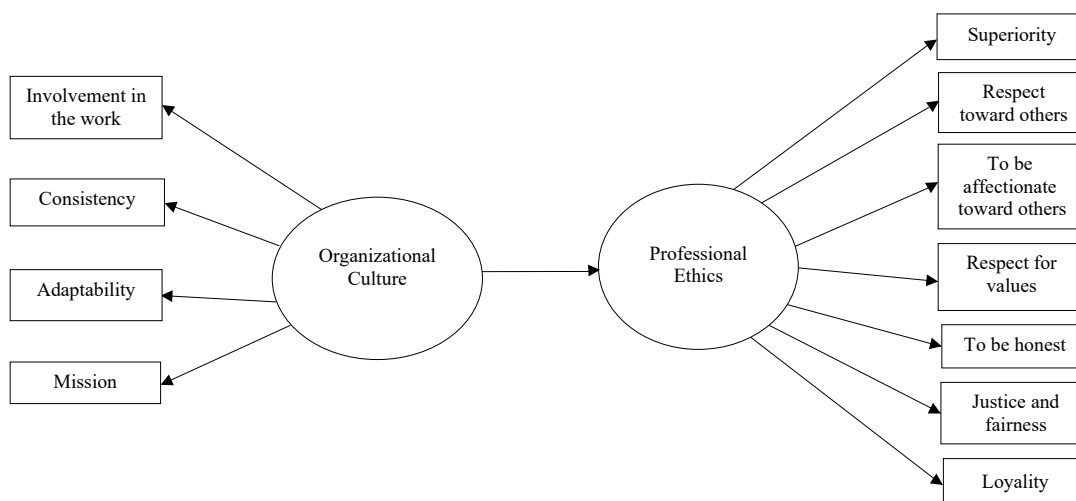 Involvement in
the work
Consistency
Adaptability
Mission
Organizational
Culture
Professional
Ethics
Superiority
Respect
toward others
To be
affectionate
toward others
Respect for
values
To be honest
Justice and
fairness
Loyality